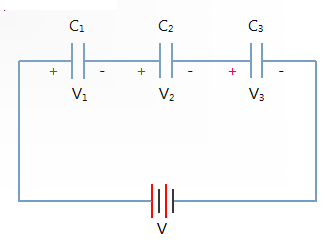 C₁ C₂ C₃
+ - + - + -
V₁ V₂ V₃
V